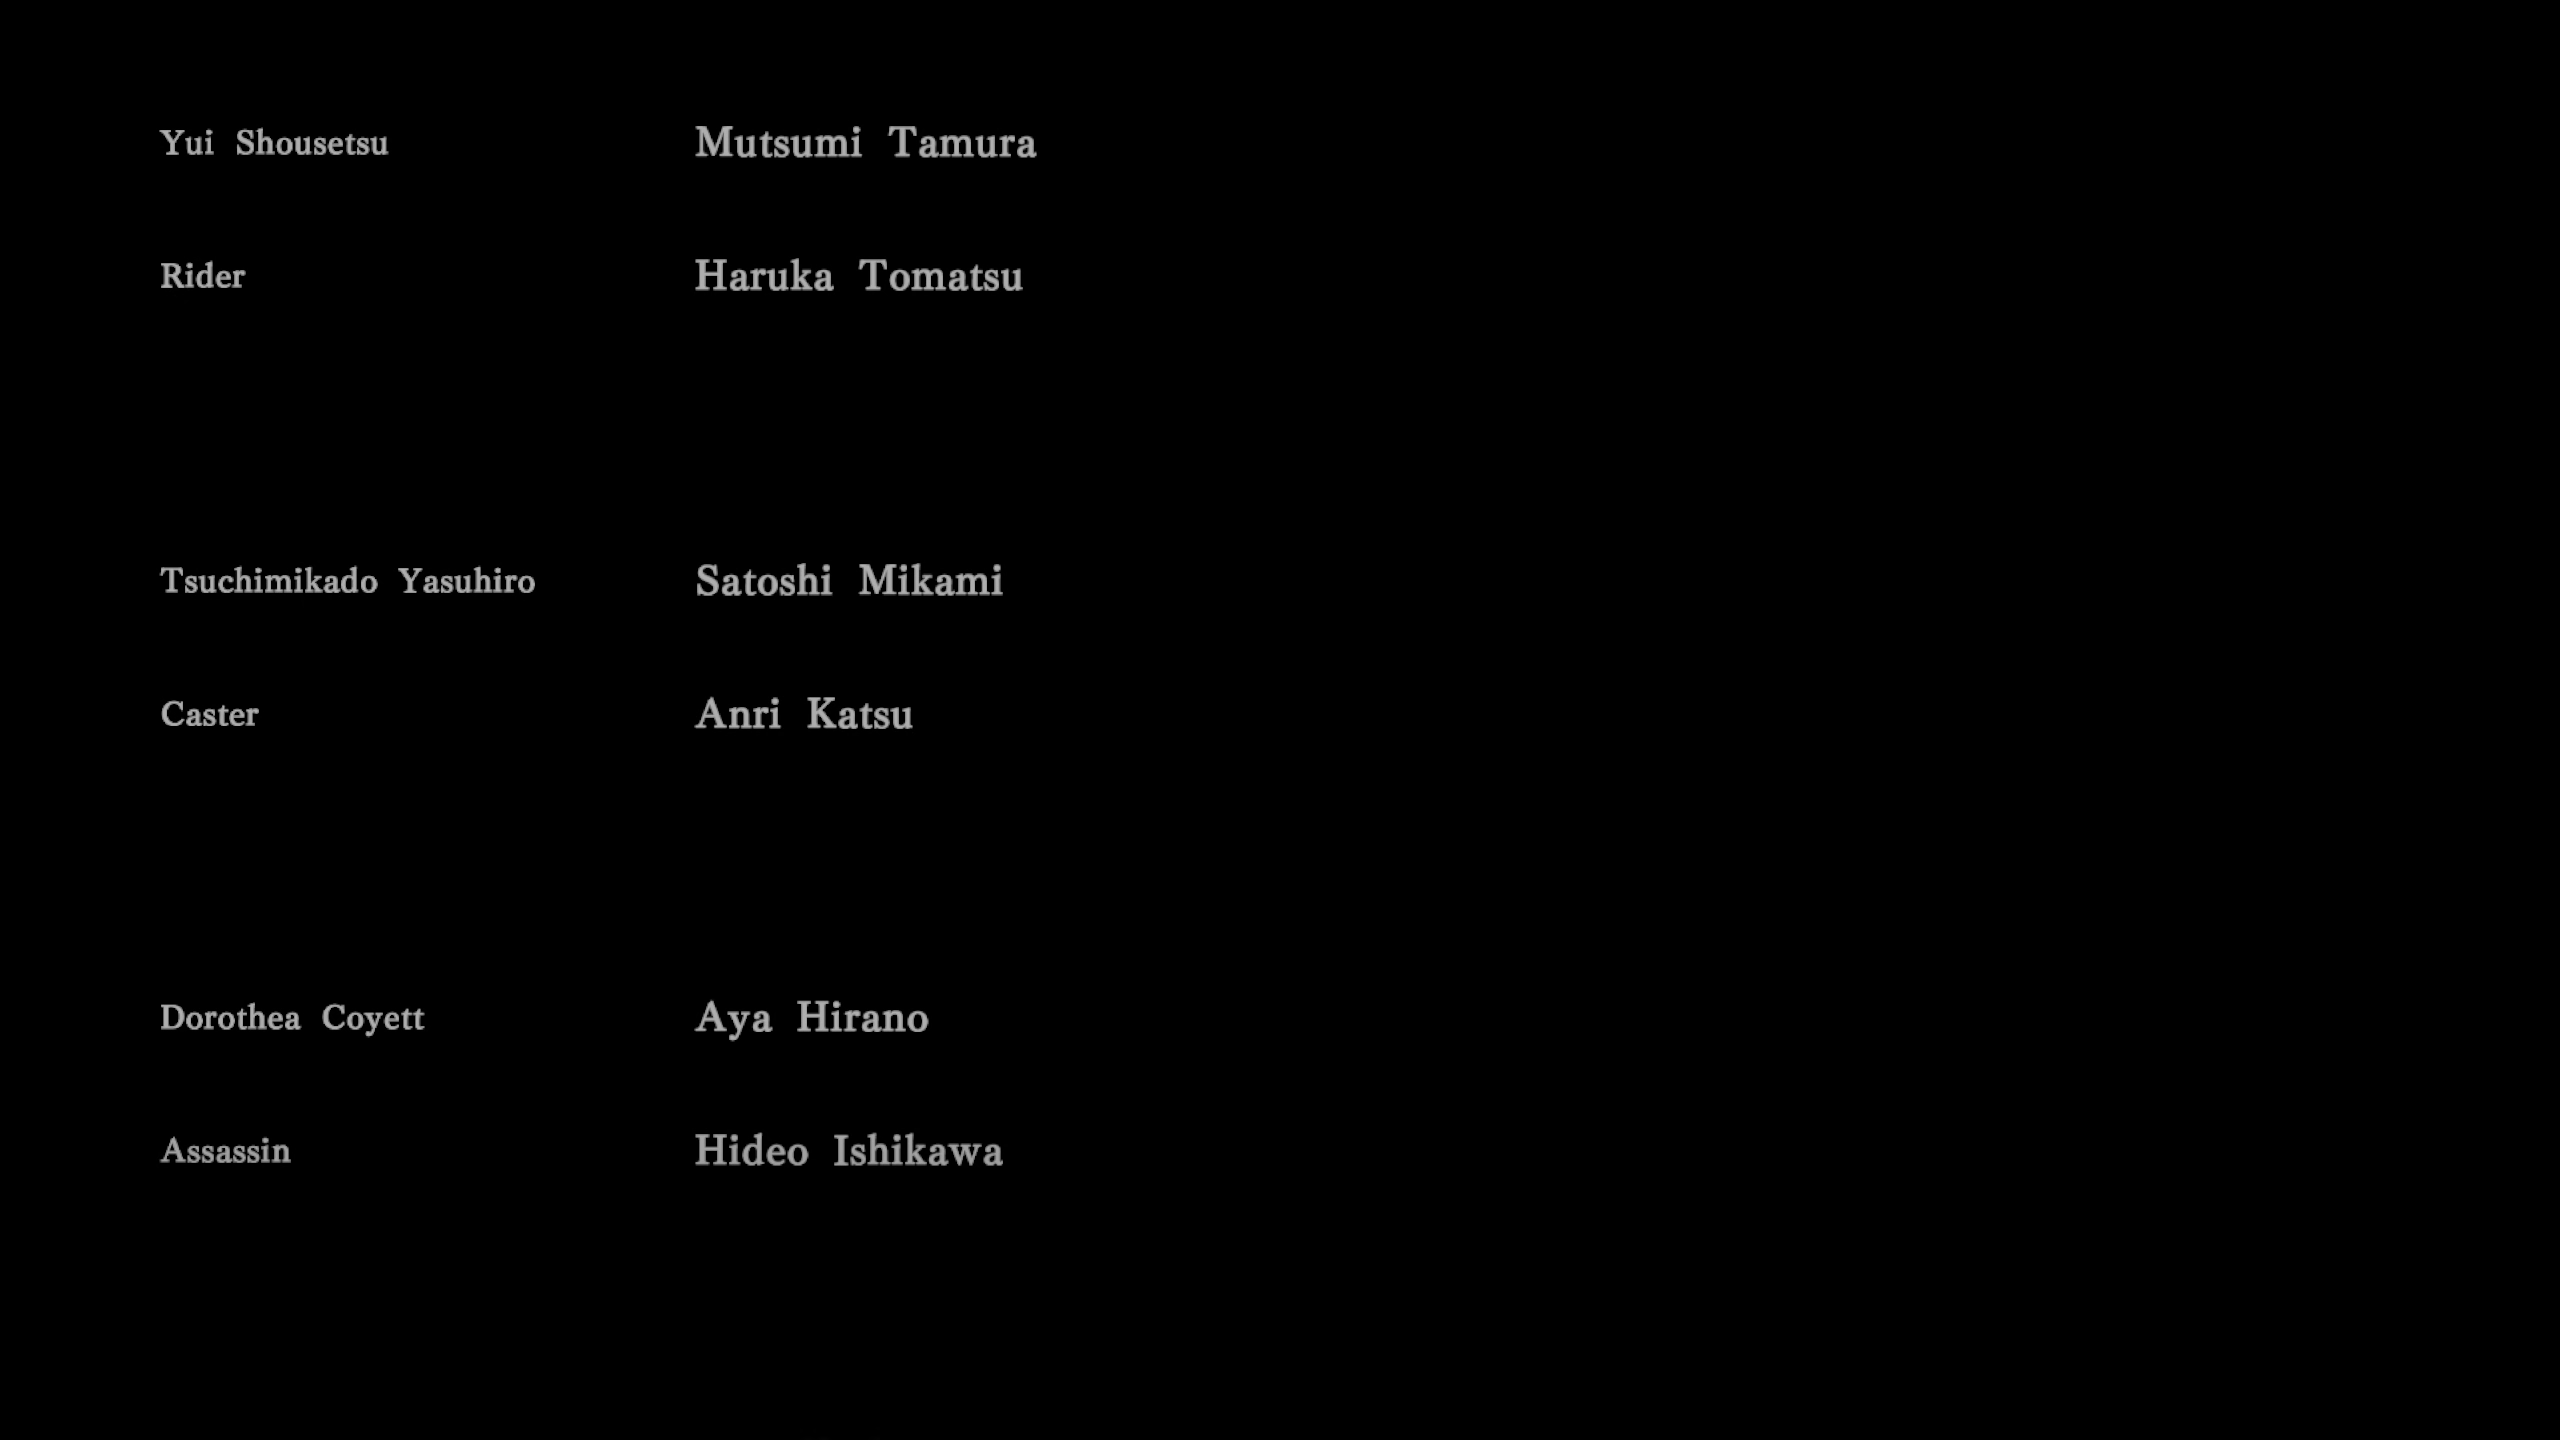 Yui Shousetsu Mutsumi Tamura
Rider Haruka Tomatsu
Tsuchimikado Yasuhiro Satoshi Mikami
Caster Anri Katsu
Dorothea Coyett Aya Hirano
Assassin Hideo Ishikawa